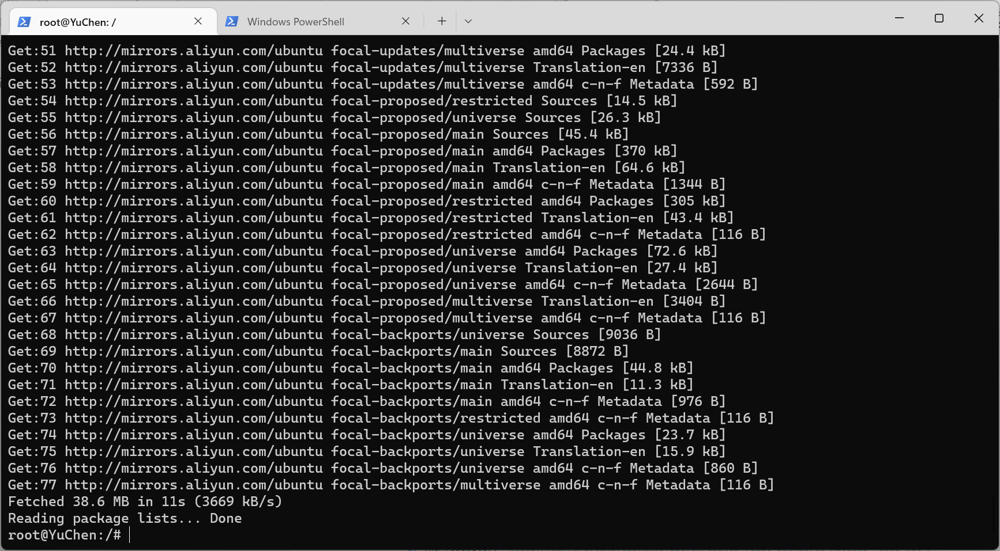 root@YuChen: /
Windows PowerShell
Get:51 http://mirrors.aliyun.com/ubuntu focal-updates/multiverse amd64 Packages [24.4 kB]
Get:52 http://mirrors.aliyun.com/ubuntu focal-updates/multiverse Translation-en [7336 B]
Get:53 http://mirrors.aliyun.com/ubuntu focal-updates/multiverse amd64 c-n-f Metadata [592 B]
Get:54 http://mirrors.aliyun.com/ubuntu focal-proposed/restricted Sources [14.5 kB]
Get:55 http://mirrors.aliyun.com/ubuntu focal-proposed/universe Sources [26.3 kB]
Get:56 http://mirrors.aliyun.com/ubuntu focal-proposed/main Sources [45.4 kB]
Get:57 http://mirrors.aliyun.com/ubuntu focal-proposed/main amd64 Packages [370 kB]
Get:58 http://mirrors.aliyun.com/ubuntu focal-proposed/main Translation-en [64.6 kB]
Get:59 http://mirrors.aliyun.com/ubuntu focal-proposed/main amd64 c-n-f Metadata [1344 B]
Get:60 http://mirrors.aliyun.com/ubuntu focal-proposed/restricted amd64 Packages [305 kB]
Get:61 http://mirrors.aliyun.com/ubuntu focal-proposed/restricted Translation-en [43.4 kB]
Get:62 http://mirrors.aliyun.com/ubuntu focal-proposed/restricted amd64 c-n-f Metadata [116 B]
Get:63 http://mirrors.aliyun.com/ubuntu focal-proposed/universe amd64 Packages [72.6 kB]
Get:64 http://mirrors.aliyun.com/ubuntu focal-proposed/universe Translation-en [27.4 kB]
Get:65 http://mirrors.aliyun.com/ubuntu focal-proposed/universe amd64 c-n-f Metadata [2644 B]
Get:66 http://mirrors.aliyun.com/ubuntu focal-proposed/multiverse Translation-en [3404 B]
Get:67 http://mirrors.aliyun.com/ubuntu focal-proposed/multiverse amd64 c-n-f Metadata [116 B]
Get:68 http://mirrors.aliyun.com/ubuntu focal-backports/universe Sources [9036 B]
Get:69 http://mirrors.aliyun.com/ubuntu focal-backports/main Sources [8872 B]
Get:70 http://mirrors.aliyun.com/ubuntu focal-backports/main amd64 Packages [44.8 kB]
Get:71 http://mirrors.aliyun.com/ubuntu focal-backports/main Translation-en [11.3 kB]
Get:72 http://mirrors.aliyun.com/ubuntu focal-backports/main amd64 c-n-f Metadata [976 B]
Get:73 http://mirrors.aliyun.com/ubuntu focal-backports/restricted amd64 c-n-f Metadata [116 B]
Get:74 http://mirrors.aliyun.com/ubuntu focal-backports/universe amd64 Packages [23.7 kB]
Get:75 http://mirrors.aliyun.com/ubuntu focal-backports/universe Translation-en [15.9 kB]
Get:76 http://mirrors.aliyun.com/ubuntu focal-backports/universe amd64 c-n-f Metadata [860 B]
Get:77 http://mirrors.aliyun.com/ubuntu focal-backports/multiverse amd64 c-n-f Metadata [116 B]
Fetched 38.6 MB in 11s (3669 kB/s)
Reading package lists... Done
root@YuChen:/#